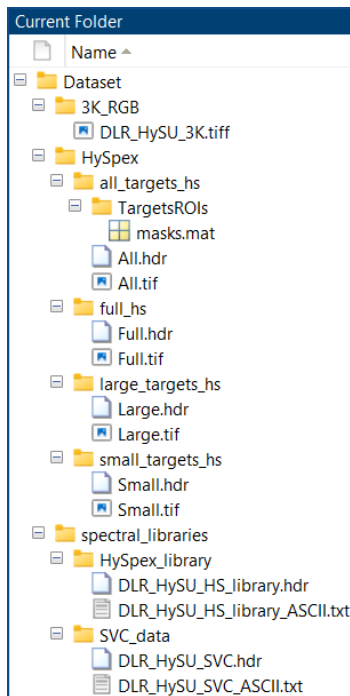 Current Folder
Name
Dataset
3K_RGB
DLR_HySU_3K.tiff
HySpex
all_targets_hs
TargetsROIs
masks.mat
All.hdr
All.tif
full_hs
Full.hdr
Full.tif
large_targets_hs
Large.hdr
Large.tif
small_targets_hs
Small.hdr
Small.tif
spectral_libraries
HySpex_library
DLR_HySU_HS_library.hdr
DLR_HySU_HS_library_ASCII.txt
SVC_data
DLR_HySU_SVC.hdr
DLR_HySU_SVC_ASCII.txt